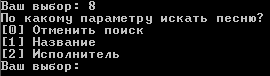 Ваш выбор: 8
По какому параметру искать песню?
[0] Отменить поиск
[1] Название
[2] Исполнитель
Ваш выбор: